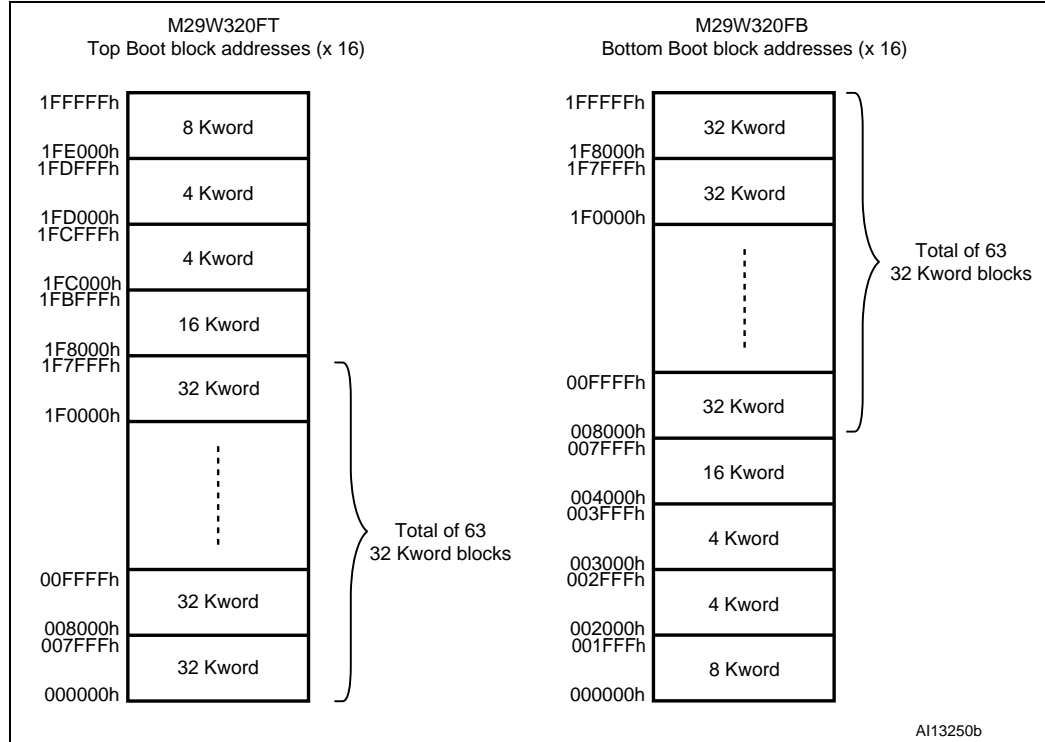 M29W320FT
Top Boot block addresses (x 16)
1FFFFFh
8 Kword
1FE000h
1FDFFFh
4 Kword
1FD000h
1FCFFFh
4 Kword
1FC000h
1FBFFFh
16 Kword
1F8000h
1F7FFFh
32 Kword
1F0000h
Total of 63
32 Kword blocks
00FFFFh
32 Kword
008000h
007FFFh
32 Kword
000000h
M29W320FB
Bottom Boot block addresses (x 16)
1FFFFFh
32 Kword
1F8000h
1F7FFFh
32 Kword
1F0000h
Total of 63
32 Kword blocks
00FFFFh
32 Kword
008000h
007FFFh
16 Kword
004000h
003FFFh
4 Kword
003000h
002FFFh
4 Kword
002000h
001FFFh
8 Kword
000000h
AI13250b